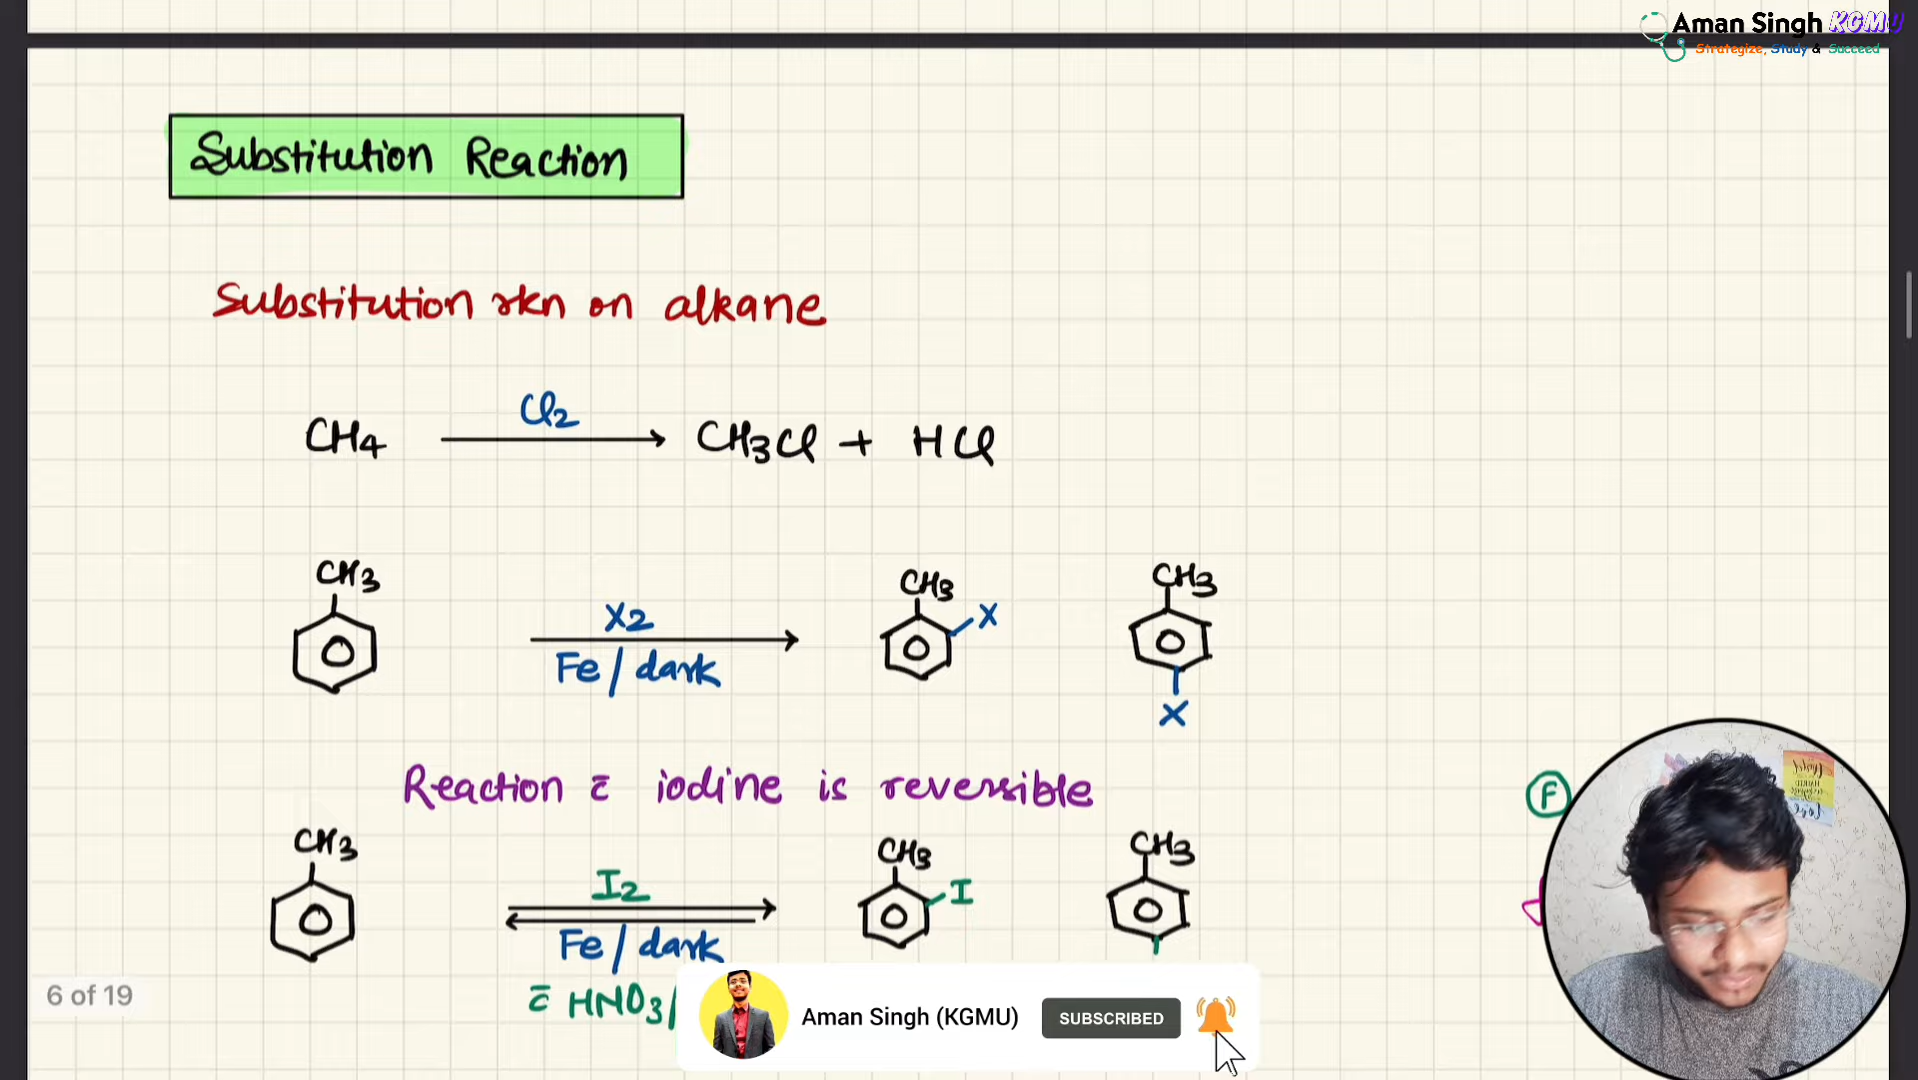 Aman Singh KGMU
Strategize, Study & Succeed
Substitution Reaction
Substitution rxn on alkane
Cl2
CH4 → CH3Cl + HCl
CH3 CH3 CH3
X2 X
Fe / dark
X
Reaction c̄ iodine is reversible
F
CH3 CH3 CH3
I2 I
Fe / dark
c̄ HNO3/
6 of 19
Aman Singh (KGMU) SUBSCRIBED